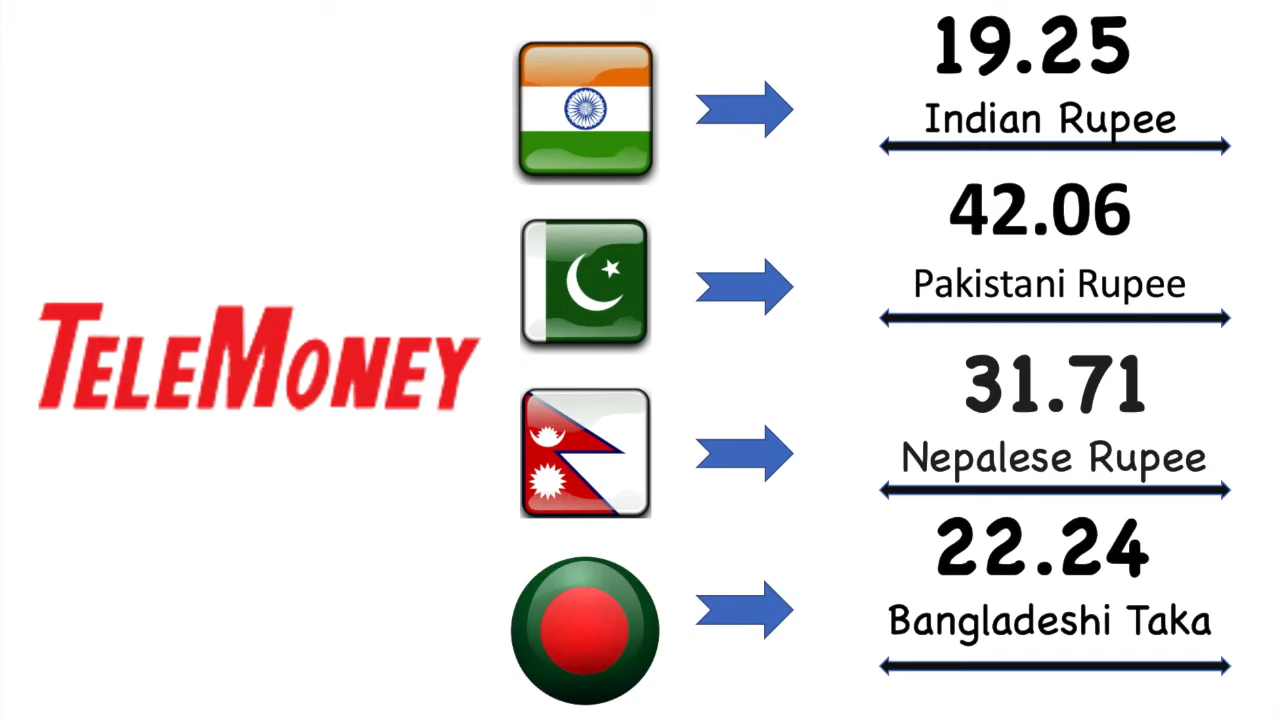 TELEMONEY
19.25
Indian Rupee
42.06
Pakistani Rupee
31.71
Nepalese Rupee
22.24
Bangladeshi Taka